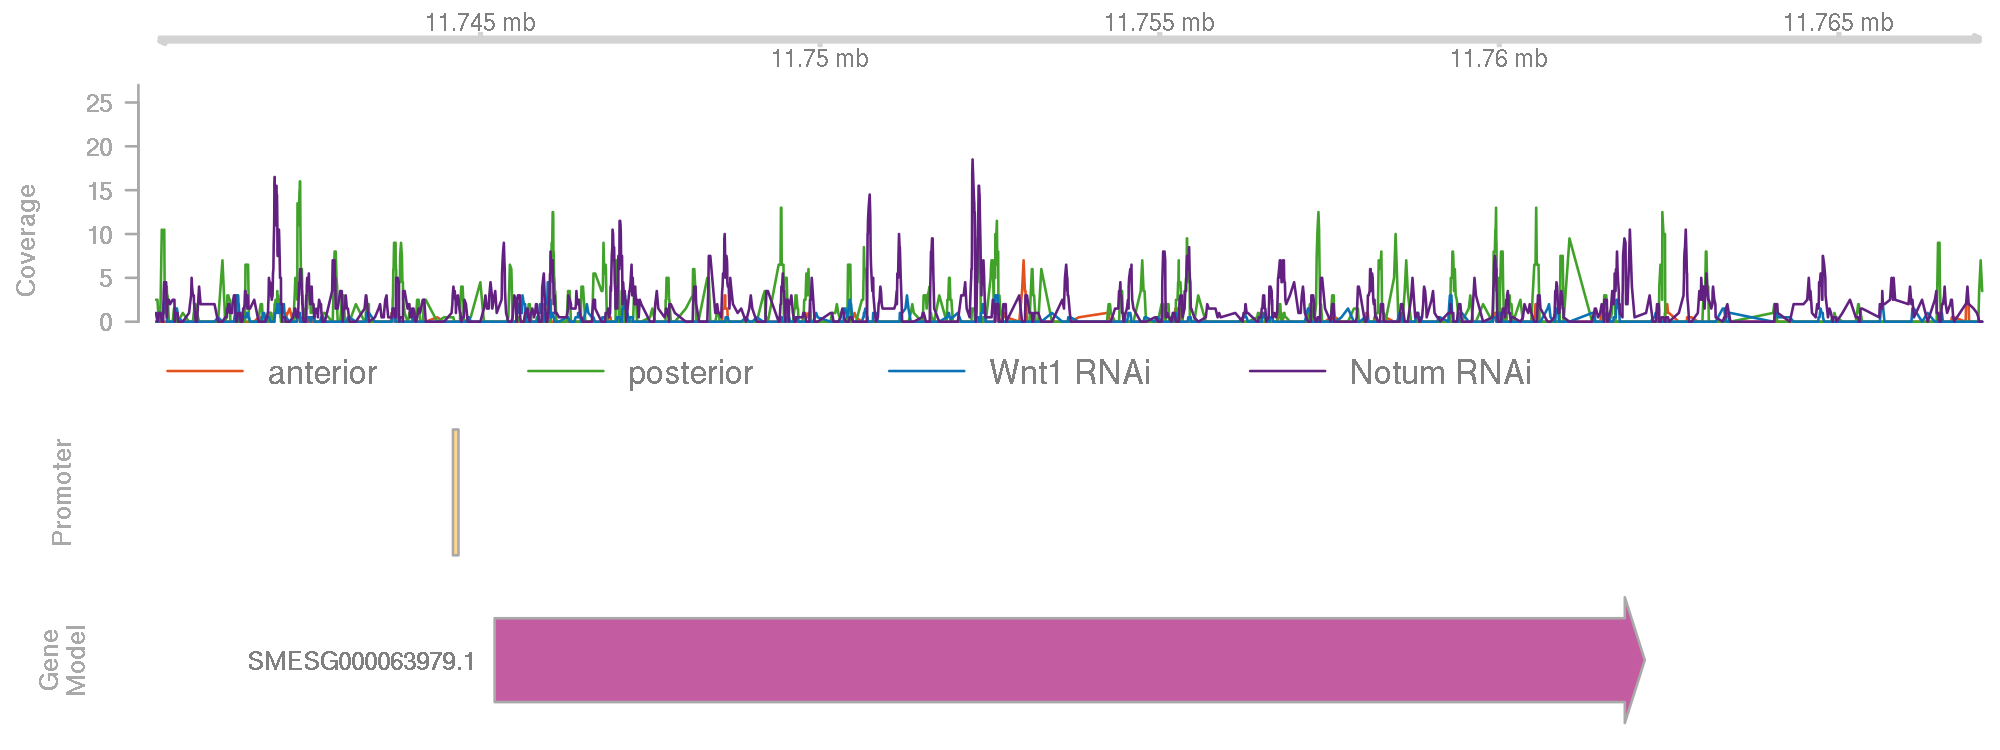 11.745 mb 11.755 mb 11.765 mb
11.75 mb 11.76 mb
Coverage
25
20
15
10
5
0
anterior posterior Wnt1 RNAi Notum RNAi
Promoter
Gene
Model
SMESG000063979.1